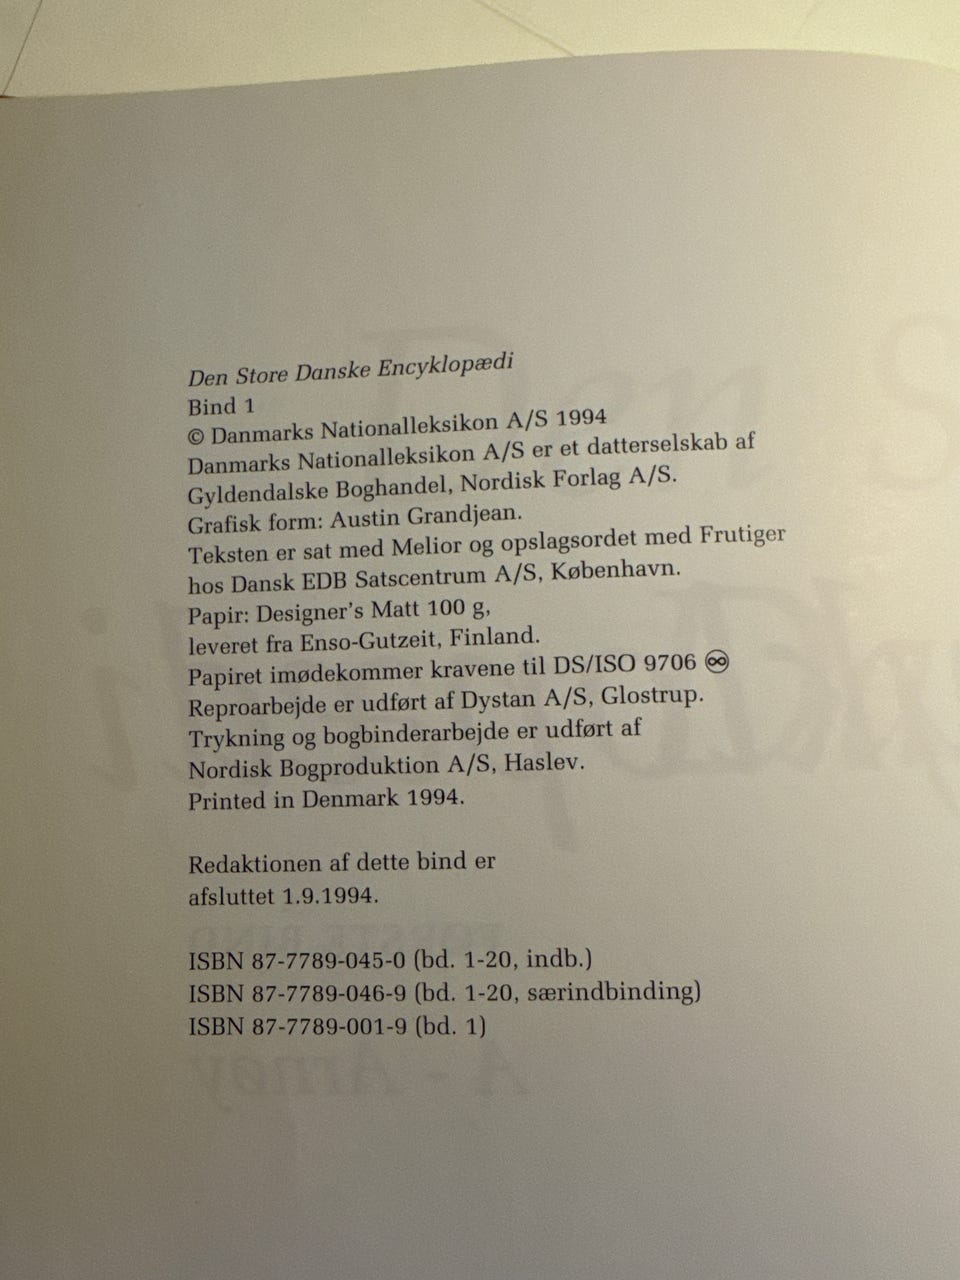 Den Store Danske Encyklopædi
Bind 1
© Danmarks Nationalleksikon A/S 1994
Danmarks Nationalleksikon A/S er et datterselskab af
Gyldendalske Boghandel, Nordisk Forlag A/S.
Grafisk form: Austin Grandjean.
Teksten er sat med Melior og opslagsordet med Frutiger
hos Dansk EDB Satscentrum A/S, København.
Papir: Designer's Matt 100 g,
leveret fra Enso-Gutzeit, Finland.
Papiret imødekommer kravene til DS/ISO 9706 ♾
Reproarbejde er udført af Dystan A/S, Glostrup.
Trykning og bogbinderarbejde er udført af
Nordisk Bogproduktion A/S, Haslev.
Printed in Denmark 1994.
Redaktionen af dette bind er
afsluttet 1.9.1994.
ISBN 87-7789-045-0 (bd. 1-20, indb.)
ISBN 87-7789-046-9 (bd. 1-20, særindbinding)
ISBN 87-7789-001-9 (bd. 1)